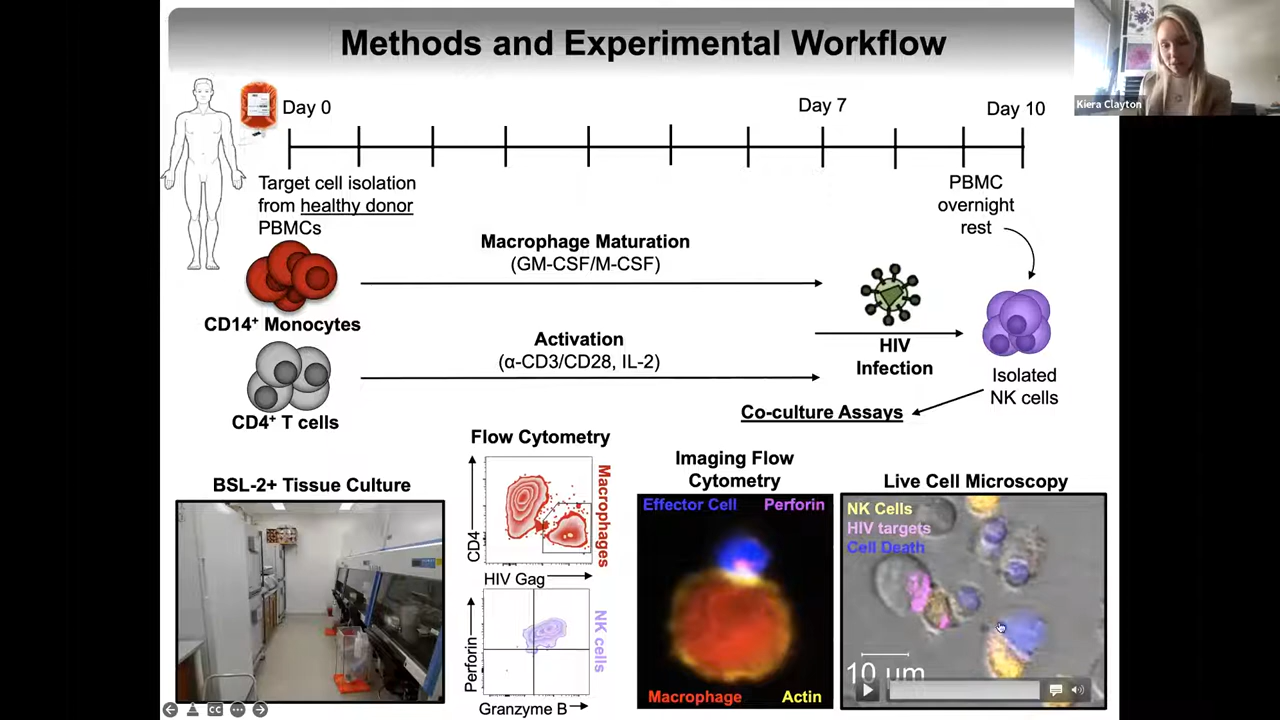 Methods and Experimental Workflow
Kiera Clayton
Day 0
Day 7
Day 10
Target cell isolation
from healthy donor
PBMCs
PBMC
overnight
rest
Macrophage Maturation
(GM-CSF/M-CSF)
CD14+ Monocytes
Activation
(α-CD3/CD28, IL-2)
HIV
Infection
Isolated
NK cells
CD4+ T cells
Co-culture Assays
Flow Cytometry
Imaging Flow
Cytometry
BSL-2+ Tissue Culture
Live Cell Microscopy
CD4
Macrophages
HIV Gag
Perforin
NK cells
Granzyme B
Effector Cell
Perforin
Macrophage
Actin
NK Cells
HIV targets
Cell Death
10 µm
CC